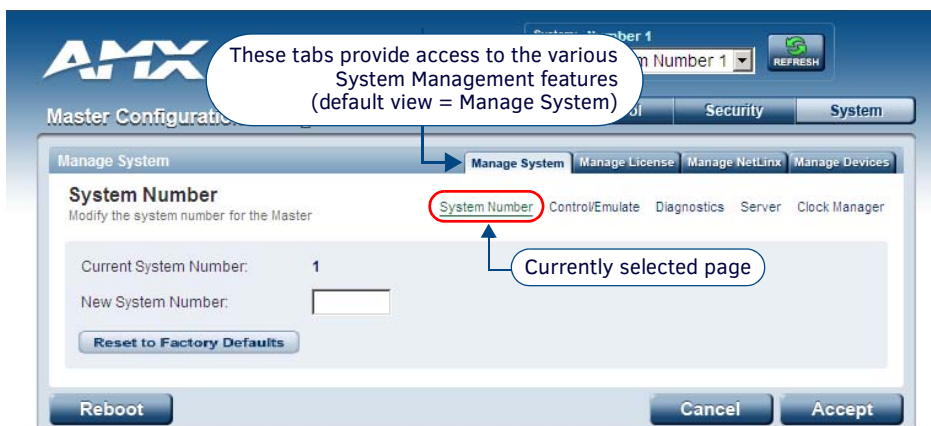 AMX
These tabs provide access to the various
System Management features
(default view = Manage System)
Number 1
Number 1
REFRESH
Master
Security
System
Manage System
Manage System
Manage License
Manage NetLinx
Manage Devices
System Number
Modify the system number for the Master
System Number
Control/Emulate
Diagnostics
Server
Clock Manager
Currently selected page
Current System Number: 1
New System Number:
Reset to Factory Defaults
Reboot
Cancel
Accept